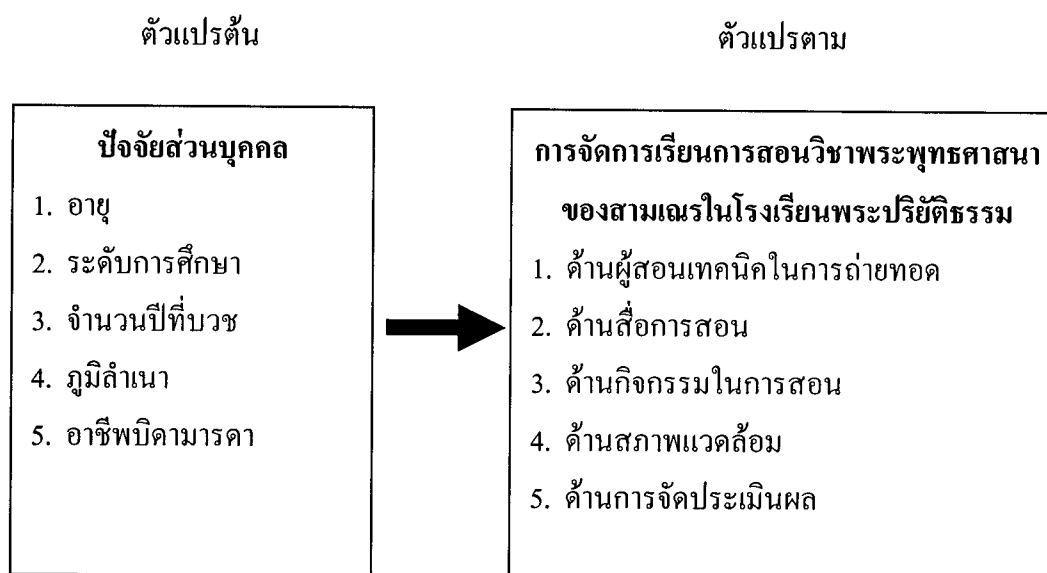 ตัวแปรต้น
ตัวแปรตาม
ปัจจัยส่วนบุคคล
1. อายุ
2. ระดับการศึกษา
3. จำนวนปีที่บวช
4. ภูมิลำเนา
5. อาชีพบิดามารดา
การจัดการเรียนการสอนวิชาพระพุทธศาสนา
ของสามเณรในโรงเรียนพระปริยัติธรรม
1. ด้านผู้สอนเทคนิคในการถ่ายทอด
2. ด้านสื่อการสอน
3. ด้านกิจกรรมในการสอน
4. ด้านสภาพแวดล้อม
5. ด้านการจัดประเมินผล